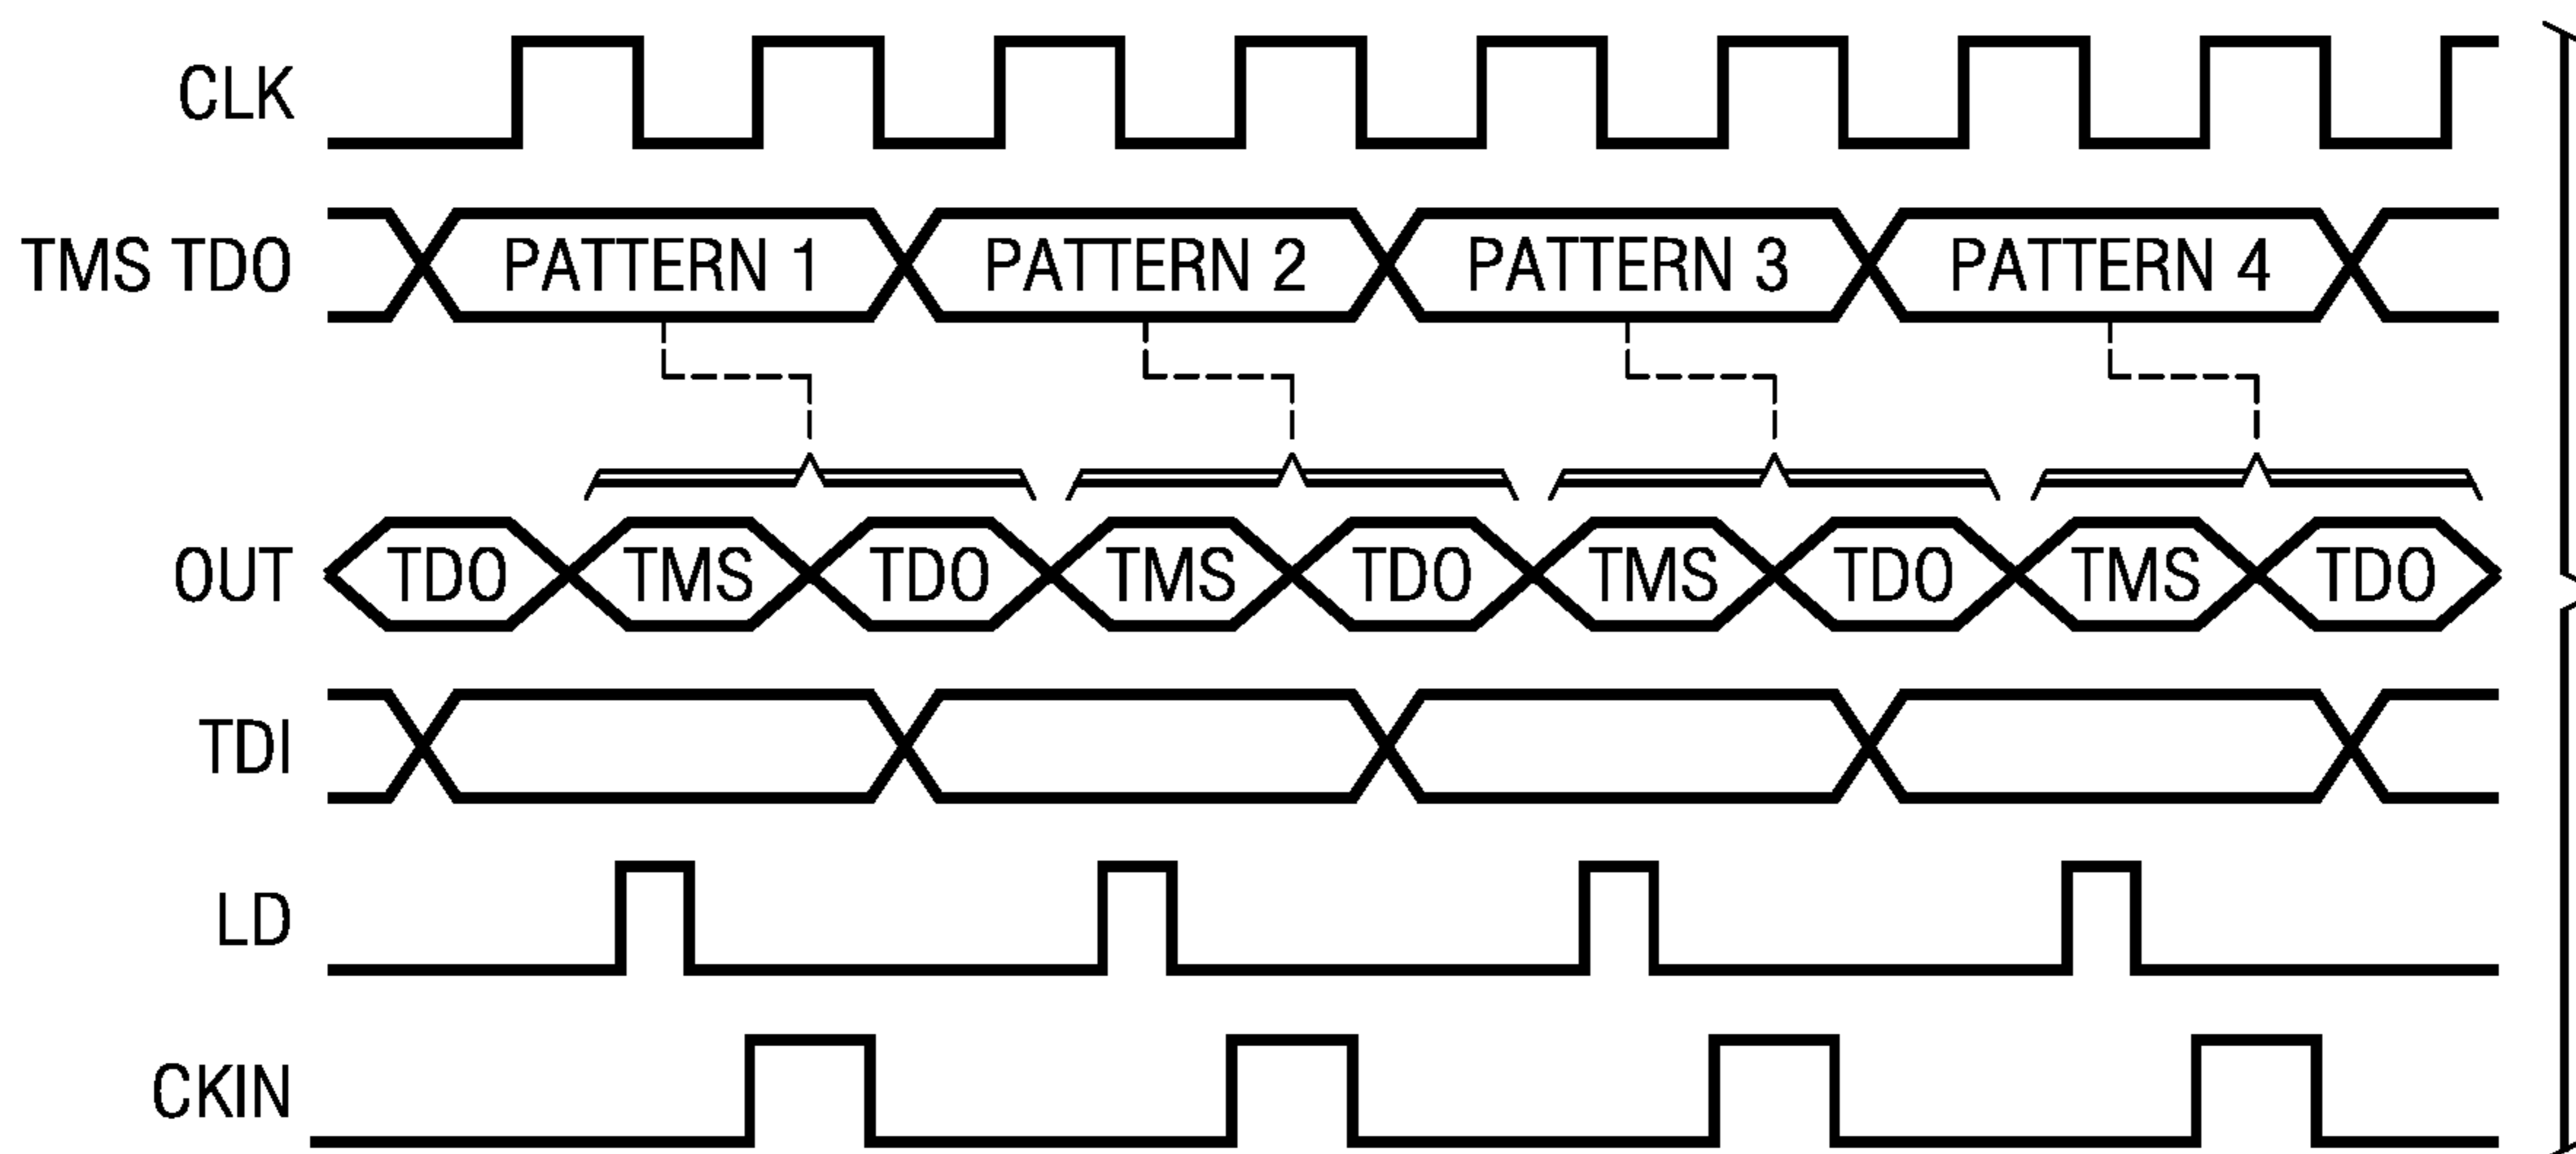 CLK
TMS TDO PATTERN 1 PATTERN 2 PATTERN 3 PATTERN 4
OUT TDO TMS TDO TMS TDO TMS TDO TMS TDO
TDI
LD
CKIN